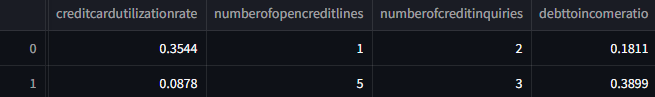 creditcardutilizationrate numberofopencreditlines numberofcreditinquiries debttoincomeratio
0 0.3544 1 2 0.1811
1 0.0878 5 3 0.3899